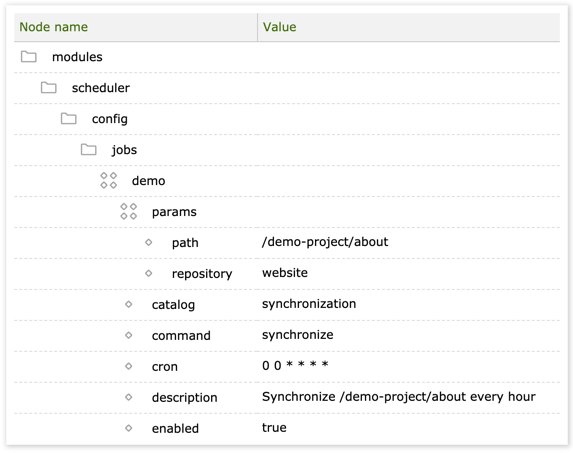 Node name Value
modules
scheduler
config
jobs
demo
params
path /demo-project/about
repository website
catalog synchronization
command synchronize
cron 0 0 * * * *
description Synchronize /demo-project/about every hour
enabled true